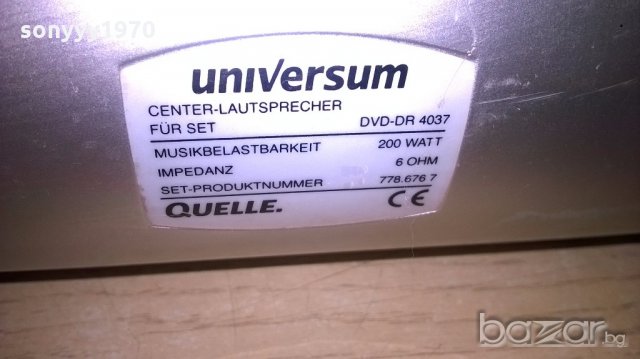 sonyyo1970
universum
CENTER-LAUTSPRECHER
FÜR SET DVD-DR 4037
MUSIKBELASTBARKEIT 200 WATT
IMPEDANZ 6 OHM
SET-PRODUKTNUMMER 778.676 7
QUELLE. CE
bazar.bg